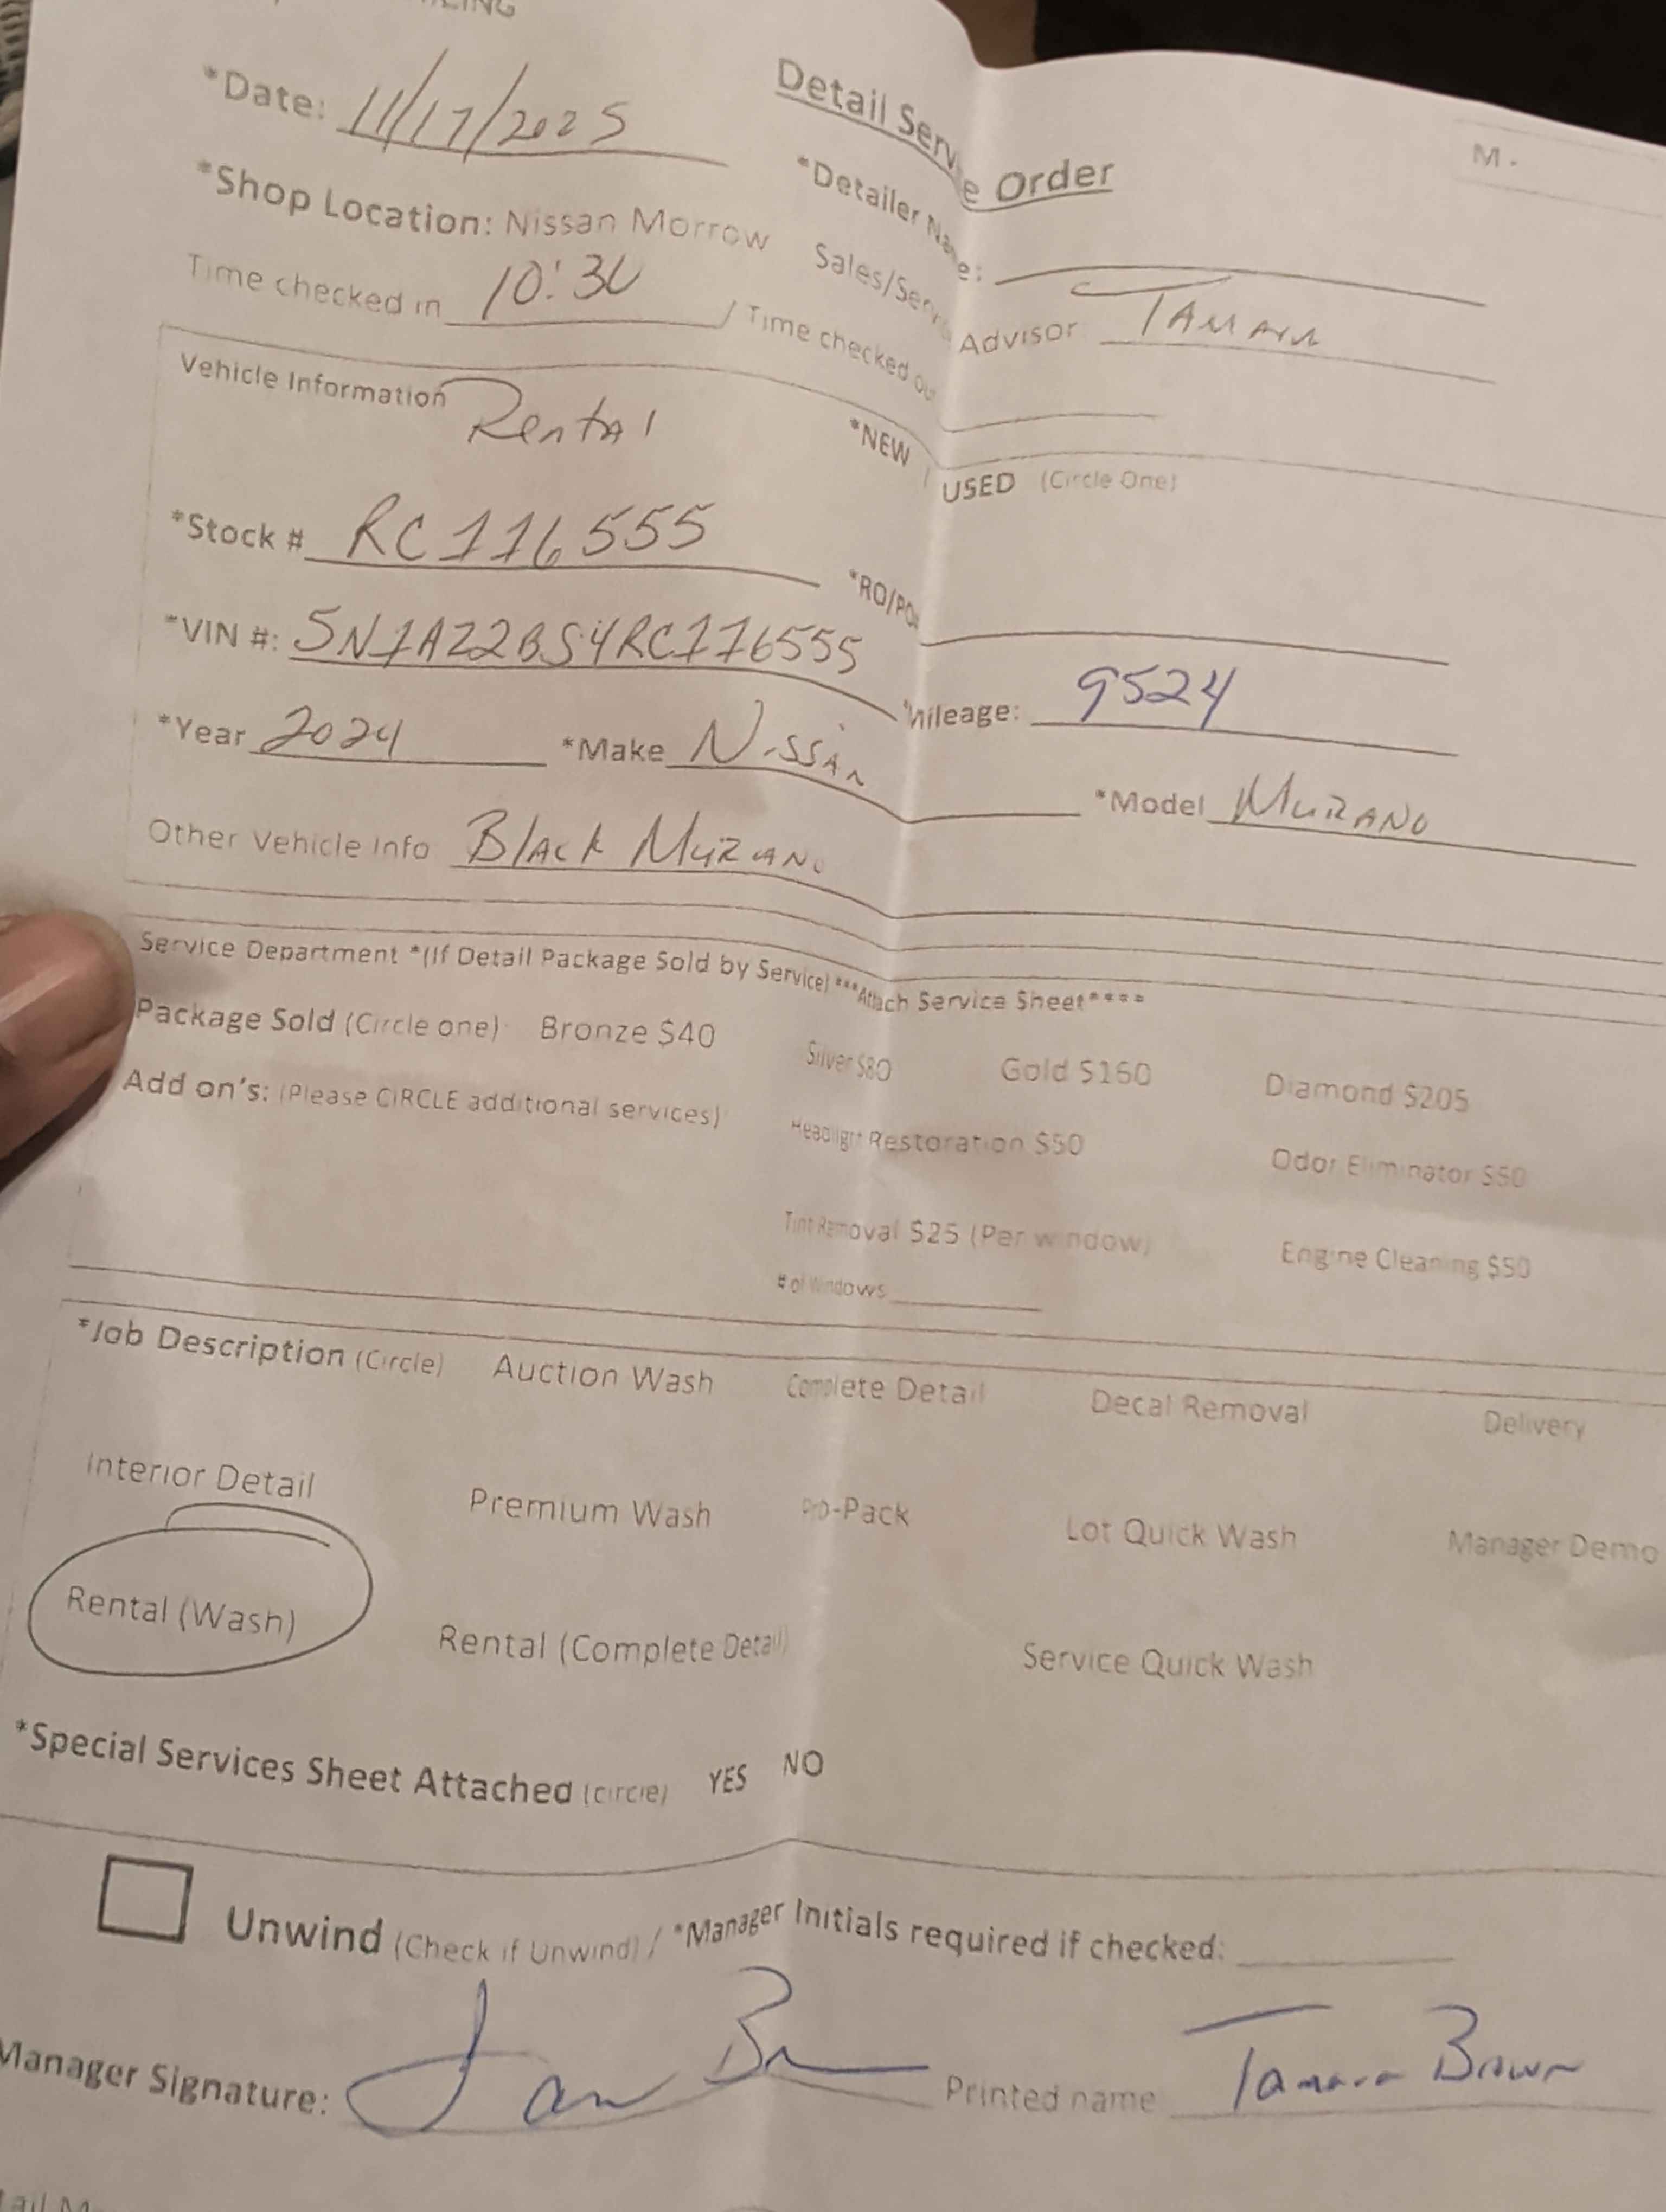 *Date: 11/17/2025
Detail Service Order
M -
*Shop Location: Nissan Morrow
*Detailer Name:
Time checked in 10:30 / Time checked out
Sales/Service Advisor Tamara
Vehicle Information Rental
*NEW / USED (Circle One)
*Stock # RC116555
*RO/PO#
*VIN #: 5N1AZ2BS4RC116555
*Mileage: 9524
*Year 2024 *Make Nissan *Model Murano
Other Vehicle Info Black Murano
Service Department *(If Detail Package Sold by Service) ***Attach Service Sheet****
Package Sold (Circle one) Bronze $40 Silver $80 Gold $160 Diamond $205
Add on's: (Please CIRCLE additional services) Headlight Restoration $50 Odor Eliminator $50
Tint Removal $25 (Per window) Engine Cleaning $50
# of Windows
*Job Description (Circle) Auction Wash Complete Detail Decal Removal Delivery
Interior Detail Premium Wash Pro-Pack Lot Quick Wash Manager Demo
Rental (Wash) Rental (Complete Detail) Service Quick Wash
*Special Services Sheet Attached (circle) YES NO
Unwind (Check if Unwind) / *Manager Initials required if checked:
Manager Signature: Printed name Tamara Brown